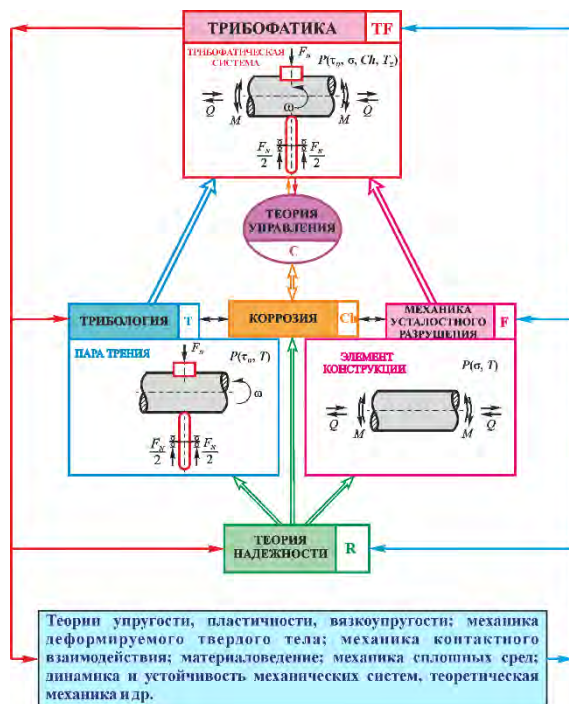 ТРИБОФАТИКА TF
ТРИБОФАТИЧЕСКАЯ
СИСТЕМА
F_N
P(τ_n, σ, Ch, T_Σ)
ω
Q M M Q
F_N/2 F_N/2
ТЕОРИЯ
УПРАВЛЕНИЯ
C
ТРИБОЛОГИЯ T
КОРРОЗИЯ Ch
МЕХАНИКА
УСТАЛОСТНОГО
РАЗРУШЕНИЯ
F
ПАРА ТРЕНИЯ
F_N
P(τ_n, T)
ω
F_N/2 F_N/2
ЭЛЕМЕНТ
КОНСТРУКЦИИ
P(σ, T)
Q M M Q
ТЕОРИЯ
НАДЕЖНОСТИ
R
Теории упругости, пластичности, вязкоупругости; механика
деформируемого твердого тела; механика контактного
взаимодействия; материаловедение; механика сплошных сред;
динамика и устойчивость механических систем, теоретическая
механика и др.